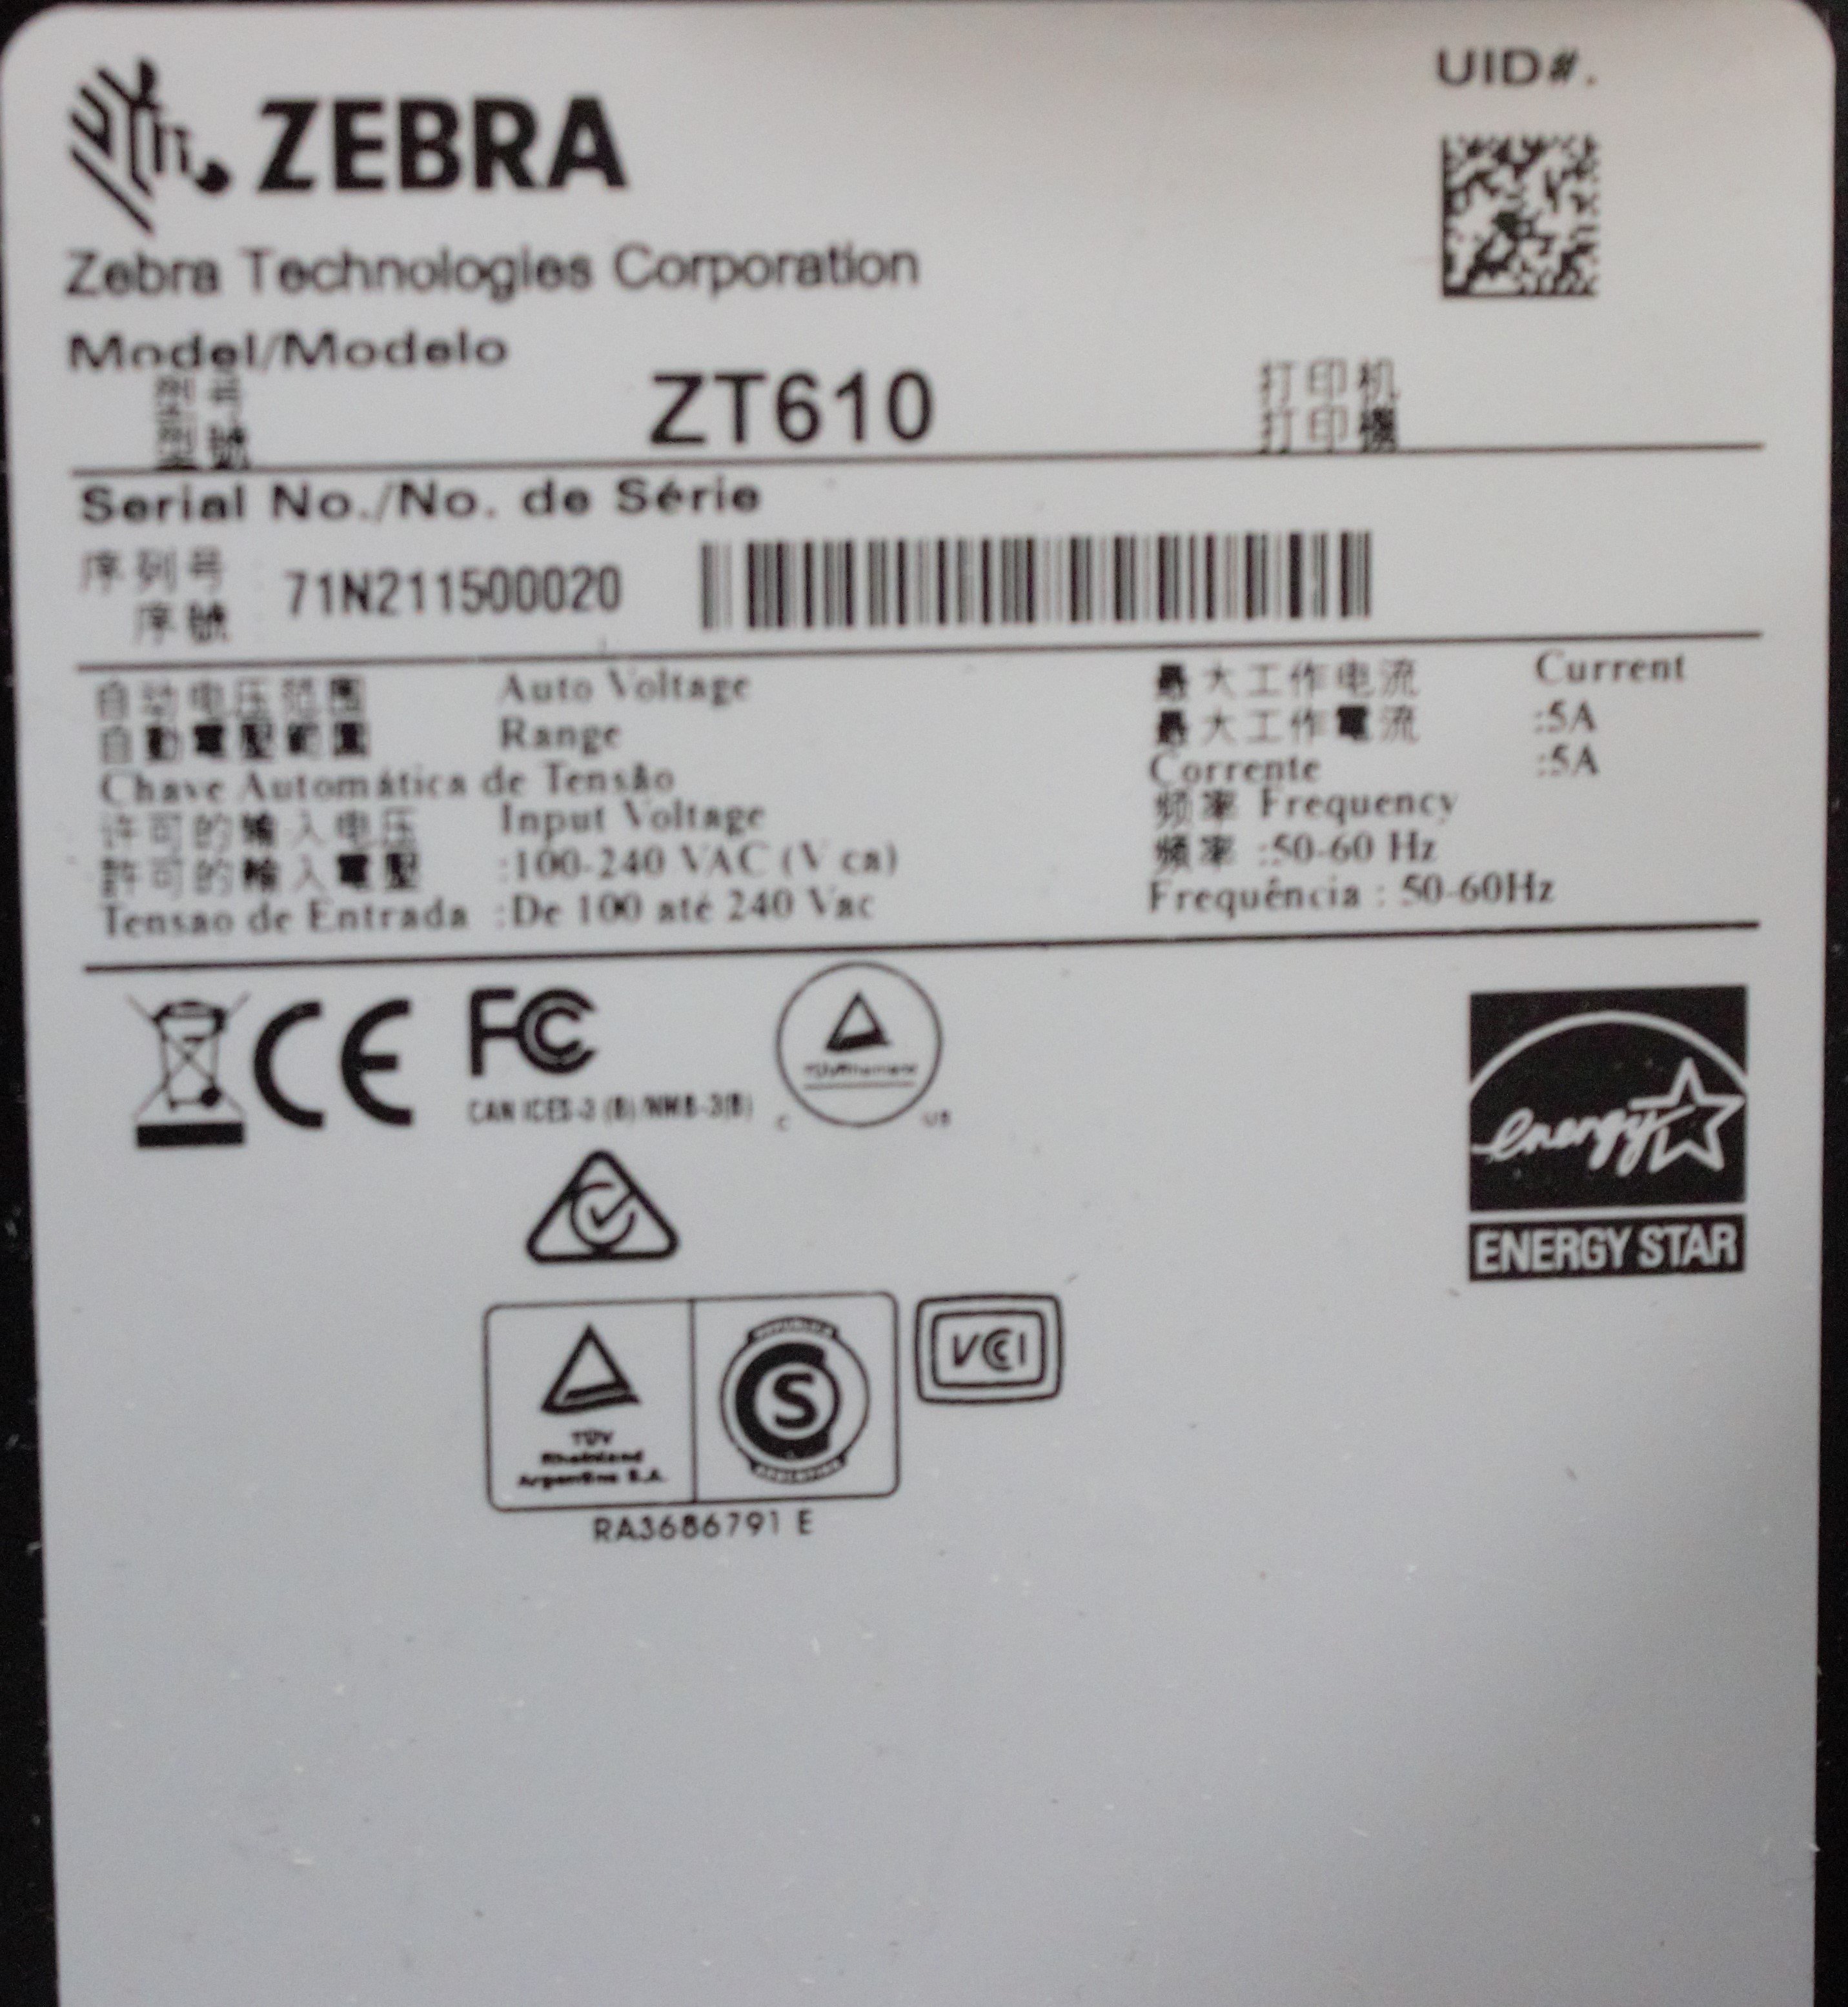 UID#.
ZEBRA
Zebra Technologies Corporation
Model/Modelo
型号
型號
ZT610
打印机
打印機
Serial No./No. de Série
序列号
序號
: 71N211500020
自动电压范围 Auto Voltage
自動電壓範圍 Range
Chave Automática de Tensão
许可的输入电压 Input Voltage
許可的輸入電壓 :100-240 VAC (V ca)
Tensao de Entrada :De 100 até 240 Vac
最大工作电流 Current
最大工作電流 :5A
Corrente :5A
频率 Frequency
頻率 :50-60 Hz
Frequência : 50-60Hz
CE
FC
CAN ICES-3 (B)/NMB-3(B)
TÜVRheinland
C US
energy
ENERGY STAR
TÜV
Rheinland
Argentina S.A.
S
VCCI
RA3686791 E